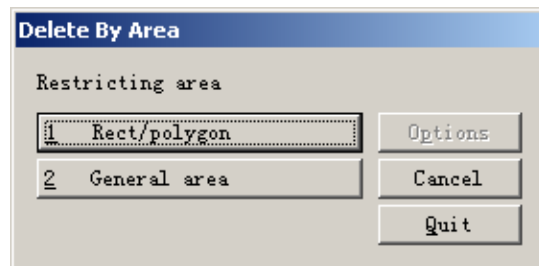 Delete By Area
Restricting area
1 Rect/polygon
Options
2 General area
Cancel
Quit